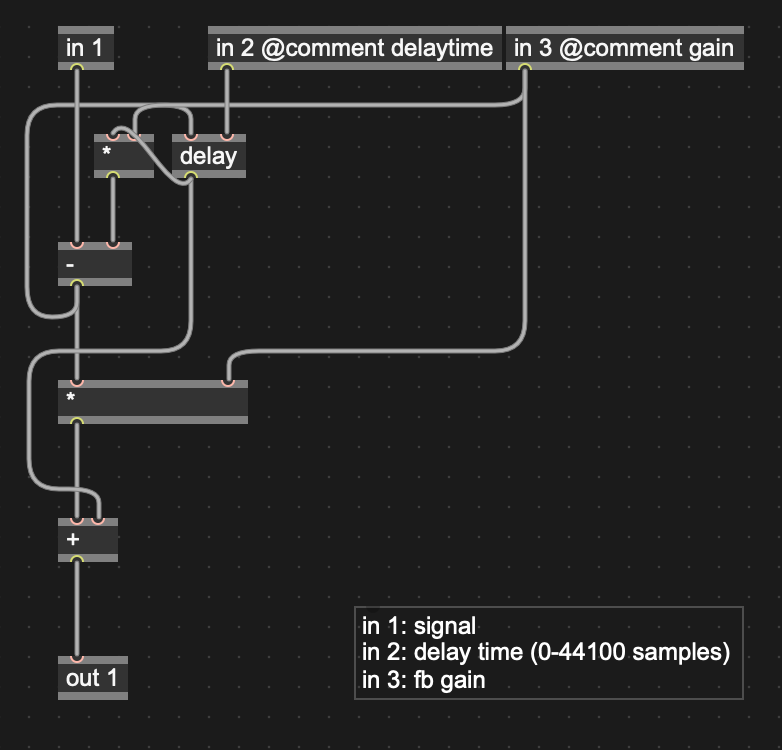 in 1
in 2 @comment delaytime
in 3 @comment gain
*
delay
-
*
+
out 1
in 1: signal
in 2: delay time (0-44100 samples)
in 3: fb gain